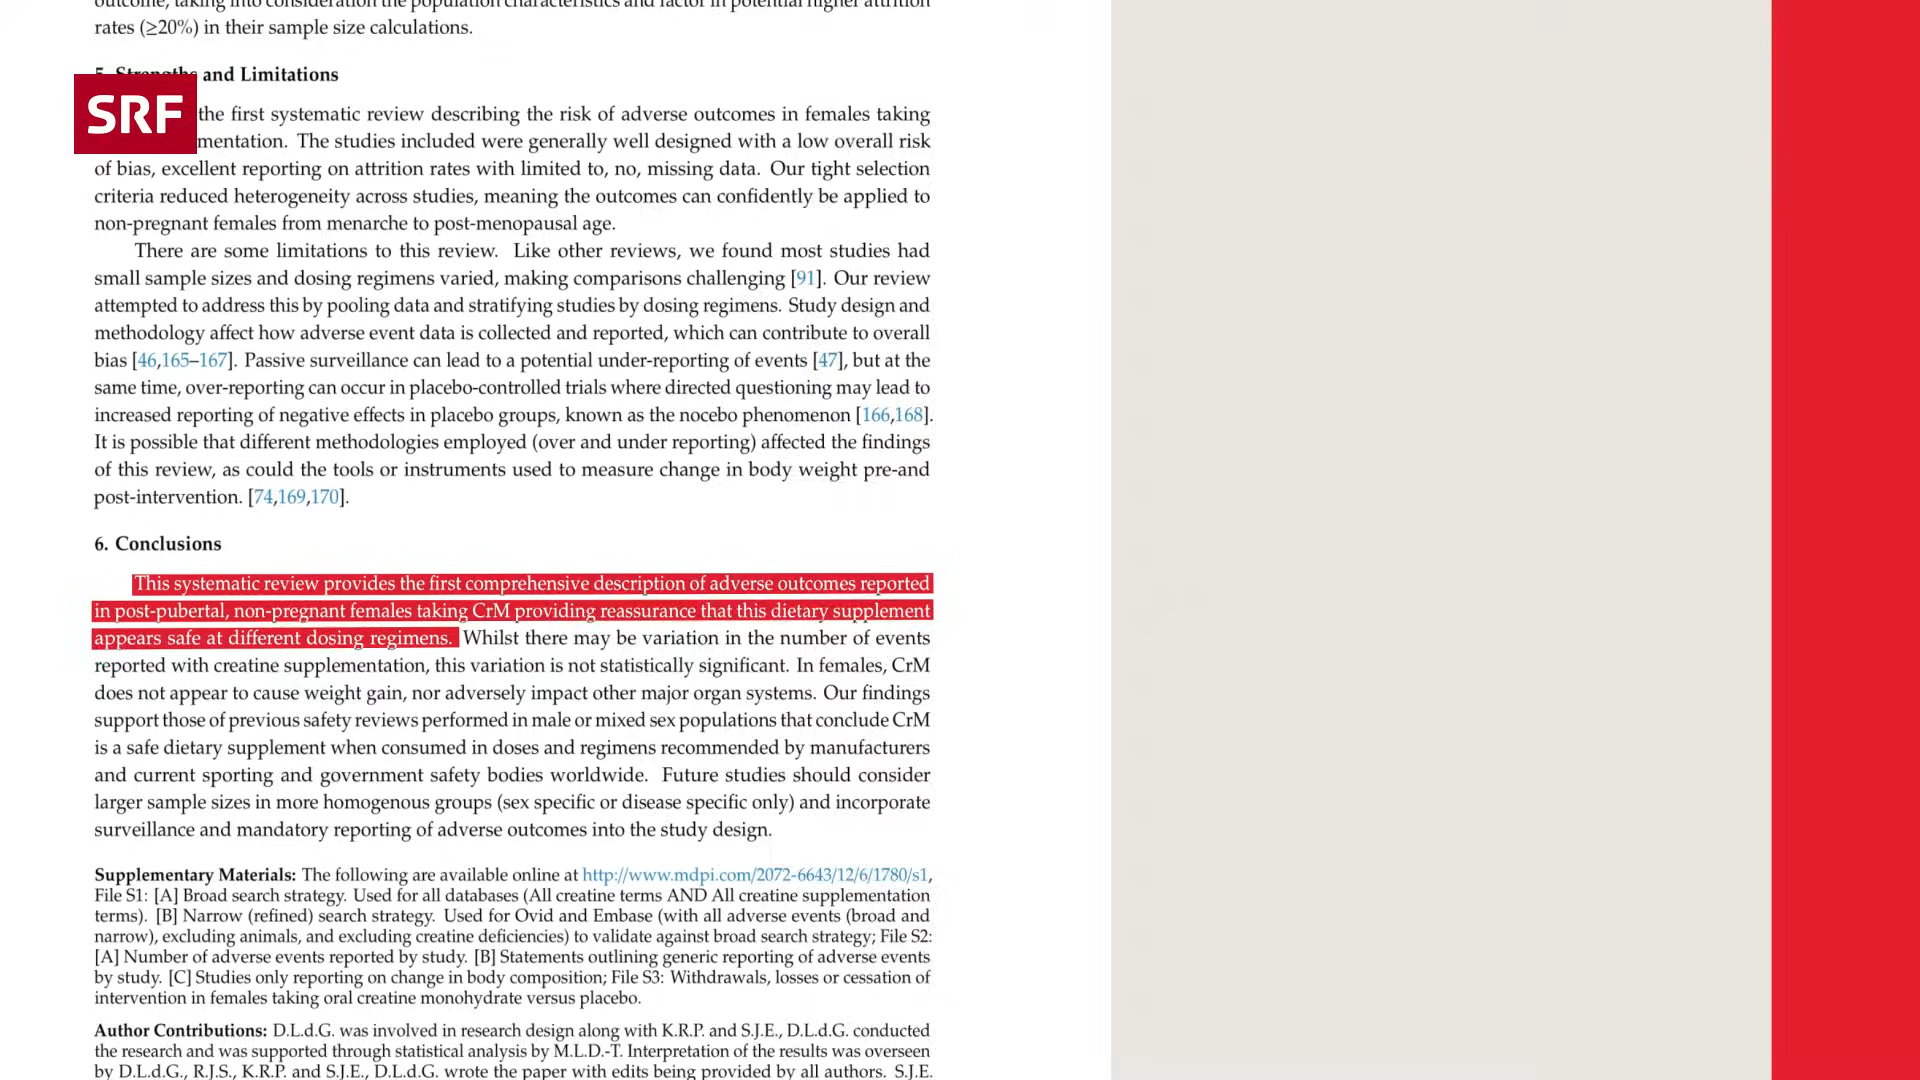 outcome, taking into consideration the population characteristics and factor in potential higher attrition
rates (≥20%) in their sample size calculations.
5. Strengths and Limitations
SRF
the first systematic review describing the risk of adverse outcomes in females taking
mentation. The studies included were generally well designed with a low overall risk
of bias, excellent reporting on attrition rates with limited to, no, missing data. Our tight selection
criteria reduced heterogeneity across studies, meaning the outcomes can confidently be applied to
non-pregnant females from menarche to post-menopausal age.
There are some limitations to this review. Like other reviews, we found most studies had
small sample sizes and dosing regimens varied, making comparisons challenging [91]. Our review
attempted to address this by pooling data and stratifying studies by dosing regimens. Study design and
methodology affect how adverse event data is collected and reported, which can contribute to overall
bias [46,165–167]. Passive surveillance can lead to a potential under-reporting of events [47], but at the
same time, over-reporting can occur in placebo-controlled trials where directed questioning may lead to
increased reporting of negative effects in placebo groups, known as the nocebo phenomenon [166,168].
It is possible that different methodologies employed (over and under reporting) affected the findings
of this review, as could the tools or instruments used to measure change in body weight pre-and
post-intervention. [74,169,170].
6. Conclusions
This systematic review provides the first comprehensive description of adverse outcomes reported
in post-pubertal, non-pregnant females taking CrM providing reassurance that this dietary supplement
appears safe at different dosing regimens. Whilst there may be variation in the number of events
reported with creatine supplementation, this variation is not statistically significant. In females, CrM
does not appear to cause weight gain, nor adversely impact other major organ systems. Our findings
support those of previous safety reviews performed in male or mixed sex populations that conclude CrM
is a safe dietary supplement when consumed in doses and regimens recommended by manufacturers
and current sporting and government safety bodies worldwide. Future studies should consider
larger sample sizes in more homogenous groups (sex specific or disease specific only) and incorporate
surveillance and mandatory reporting of adverse outcomes into the study design.
Supplementary Materials: The following are available online at http://www.mdpi.com/2072-6643/12/6/1780/s1,
File S1: [A] Broad search strategy. Used for all databases (All creatine terms AND All creatine supplementation
terms). [B] Narrow (refined) search strategy. Used for Ovid and Embase (with all adverse events (broad and
narrow), excluding animals, and excluding creatine deficiencies) to validate against broad search strategy; File S2:
[A] Number of adverse events reported by study. [B] Statements outlining generic reporting of adverse events
by study. [C] Studies only reporting on change in body composition; File S3: Withdrawals, losses or cessation of
intervention in females taking oral creatine monohydrate versus placebo.
Author Contributions: D.L.d.G. was involved in research design along with K.R.P. and S.J.E., D.L.d.G. conducted
the research and was supported through statistical analysis by M.L.D.-T. Interpretation of the results was overseen
by D.L.d.G., R.J.S., K.R.P. and S.J.E., D.L.d.G. wrote the paper with edits being provided by all authors. S.J.E.